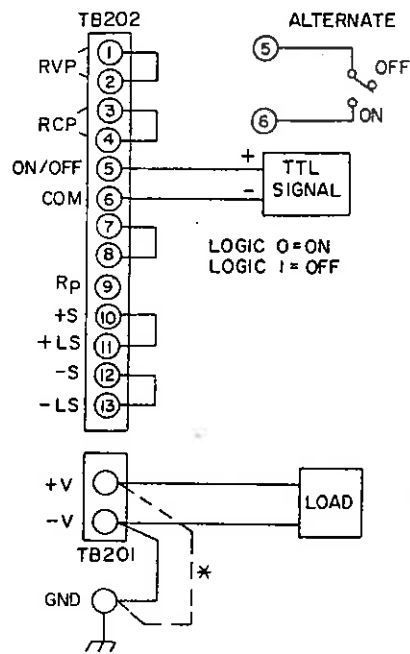 TB202
ALTERNATE
1
RVP
2
3
RCP
4
ON/OFF 5
COM 6
7
8
Rp 9
+S 10
+LS 11
-S 12
-LS 13
5
OFF
6
ON
+
-
TTL
SIGNAL
LOGIC 0=ON
LOGIC 1=OFF
+V
-V
TB201
LOAD
*
GND